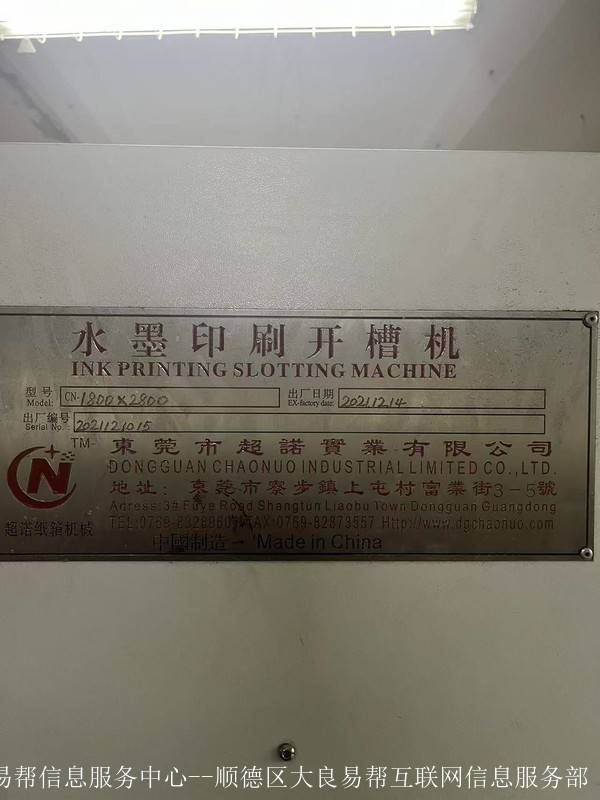 水墨印刷开槽机
INK PRINTING SLOTTING MACHINE
型号 Model: CN-1800×2800 出厂日期 EX-factory date: 2021.12.14
出厂编号 Serial No.: 2021121015
TM 東莞市超諾實業有限公司
DONGGUAN CHAONUO INDUSTRIAL LIMITED CO.,LTD.
地址:東莞市寮步鎮上屯村富業街3-5號
N
超诺纸箱机械
Road Shangtun Liaobu Town Dongguan Guangdong
FAX:0769-82873557 Http://www.dgchaonuo.com
中國制造一 Made in China
易帮信息服务中心--顺德区大良易帮互联网信息服务部